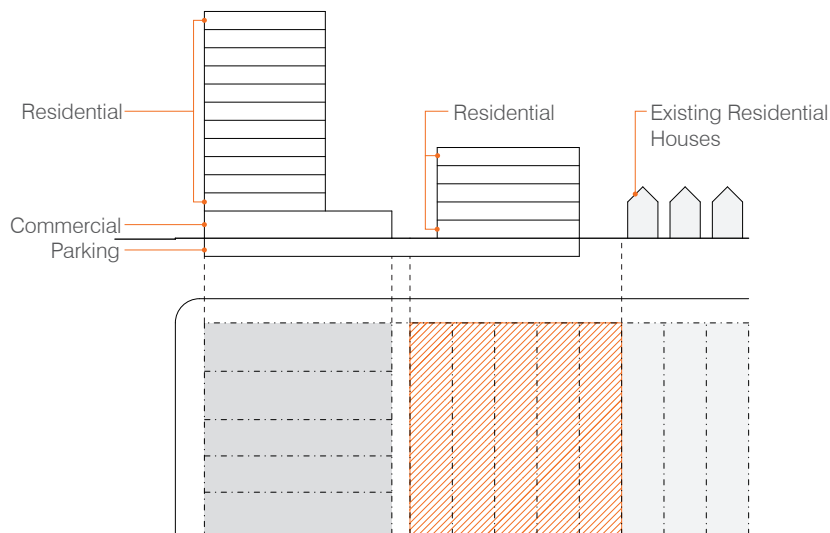 Residential
Residential
Existing Residential
Houses
Commercial
Parking